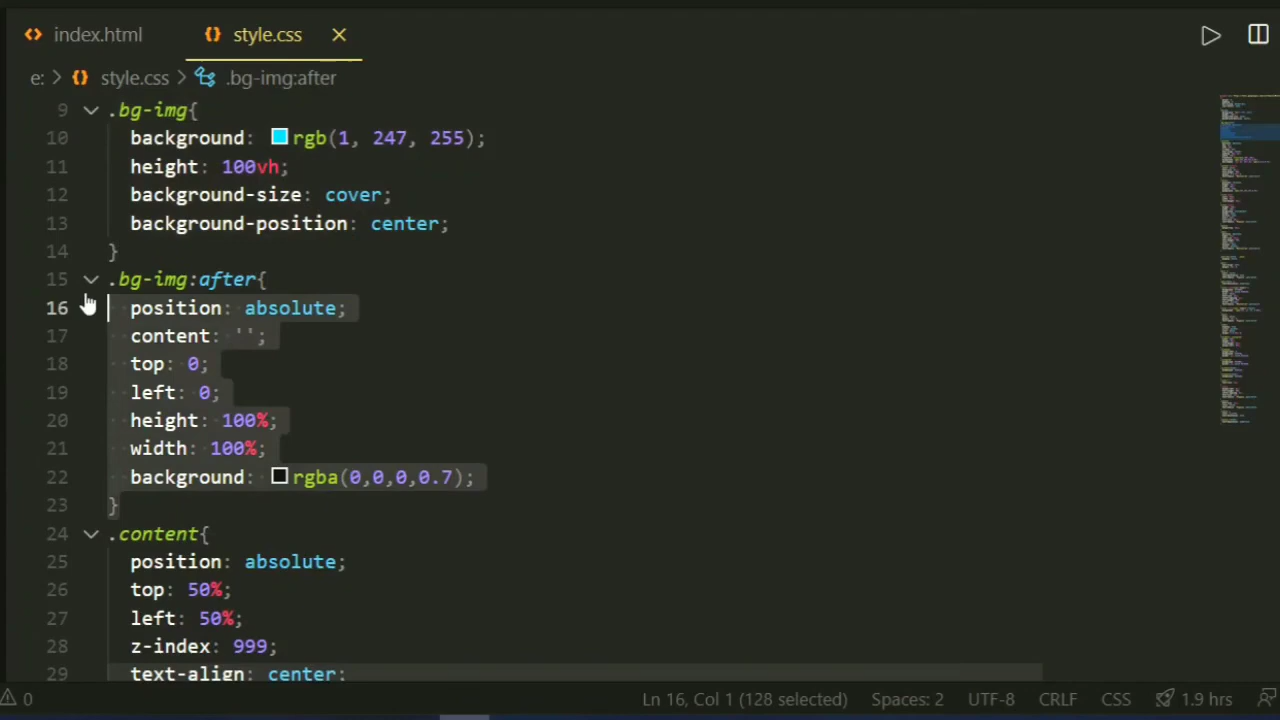 index.html style.css
e: style.css .bg-img:after
9 .bg-img{
10 background: rgb(1, 247, 255);
11 height: 100vh;
12 background-size: cover;
13 background-position: center;
14 }
15 .bg-img:after{
16 position: absolute;
17 content: '';
18 top: 0;
19 left: 0;
20 height: 100%;
21 width: 100%;
22 background: rgba(0,0,0,0.7);
23 }
24 .content{
25 position: absolute;
26 top: 50%;
27 left: 50%;
28 z-index: 999;
29 text-align: center;
0 Ln 16, Col 1 (128 selected) Spaces: 2 UTF-8 CRLF CSS 1.9 hrs